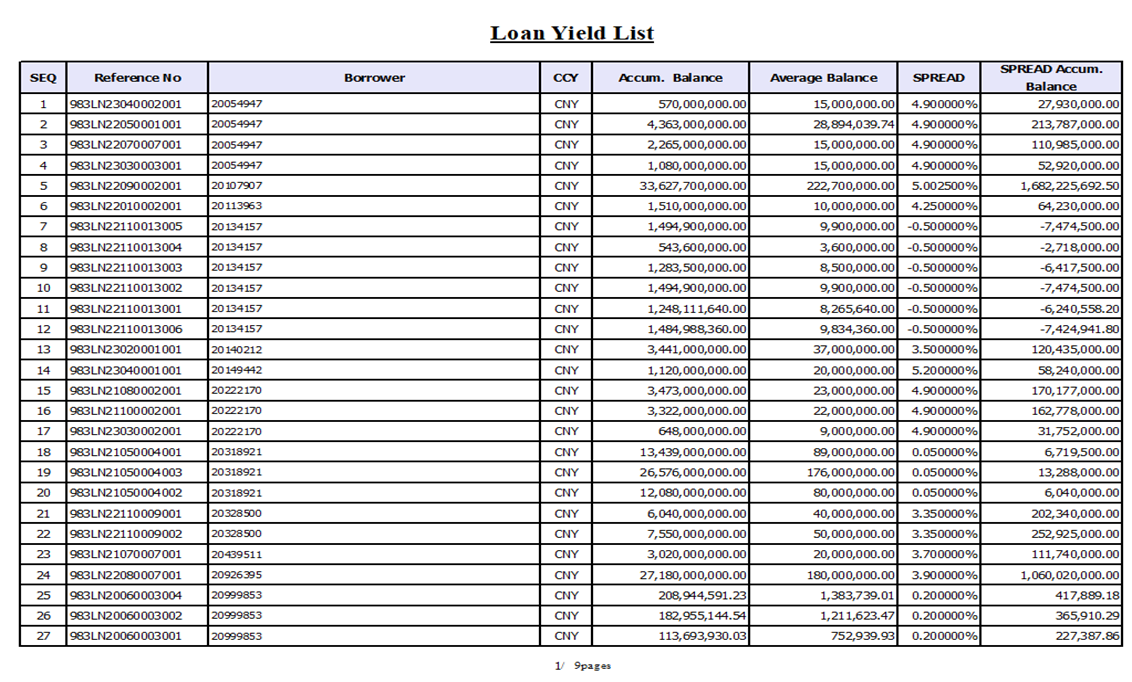 Loan Yield List
SEQ Reference No Borrower CCY Accum. Balance Average Balance SPREAD SPREAD Accum. Balance
1 983LN23040002001 20054947 CNY 570,000,000.00 15,000,000.00 4.900000% 27,930,000.00
2 983LN22050001001 20054947 CNY 4,363,000,000.00 28,894,039.74 4.900000% 213,787,000.00
3 983LN22070007001 20054947 CNY 2,265,000,000.00 15,000,000.00 4.900000% 110,985,000.00
4 983LN23030003001 20054947 CNY 1,080,000,000.00 15,000,000.00 4.900000% 52,920,000.00
5 983LN22090002001 20107907 CNY 33,627,700,000.00 222,700,000.00 5.002500% 1,682,225,692.50
6 983LN22010002001 20113963 CNY 1,510,000,000.00 10,000,000.00 4.250000% 64,230,000.00
7 983LN22110013005 20134157 CNY 1,494,900,000.00 9,900,000.00 -0.500000% -7,474,500.00
8 983LN22110013004 20134157 CNY 543,600,000.00 3,600,000.00 -0.500000% -2,718,000.00
9 983LN22110013003 20134157 CNY 1,283,500,000.00 8,500,000.00 -0.500000% -6,417,500.00
10 983LN22110013002 20134157 CNY 1,494,900,000.00 9,900,000.00 -0.500000% -7,474,500.00
11 983LN22110013001 20134157 CNY 1,248,111,640.00 8,265,640.00 -0.500000% -6,240,558.20
12 983LN22110013006 20134157 CNY 1,484,988,360.00 9,834,360.00 -0.500000% -7,424,941.80
13 983LN23020001001 20140212 CNY 3,441,000,000.00 37,000,000.00 3.500000% 120,435,000.00
14 983LN23040001001 20149442 CNY 1,120,000,000.00 20,000,000.00 5.200000% 58,240,000.00
15 983LN21080002001 20222170 CNY 3,473,000,000.00 23,000,000.00 4.900000% 170,177,000.00
16 983LN21100002001 20222170 CNY 3,322,000,000.00 22,000,000.00 4.900000% 162,778,000.00
17 983LN23030002001 20222170 CNY 648,000,000.00 9,000,000.00 4.900000% 31,752,000.00
18 983LN21050004001 20318921 CNY 13,439,000,000.00 89,000,000.00 0.050000% 6,719,500.00
19 983LN21050004003 20318921 CNY 26,576,000,000.00 176,000,000.00 0.050000% 13,288,000.00
20 983LN21050004002 20318921 CNY 12,080,000,000.00 80,000,000.00 0.050000% 6,040,000.00
21 983LN22110009001 20328500 CNY 6,040,000,000.00 40,000,000.00 3.350000% 202,340,000.00
22 983LN22110009002 20328500 CNY 7,550,000,000.00 50,000,000.00 3.350000% 252,925,000.00
23 983LN21070007001 20439511 CNY 3,020,000,000.00 20,000,000.00 3.700000% 111,740,000.00
24 983LN22080007001 20926395 CNY 27,180,000,000.00 180,000,000.00 3.900000% 1,060,020,000.00
25 983LN20060003004 20999853 CNY 208,944,591.23 1,383,739.01 0.200000% 417,889.18
26 983LN20060003002 20999853 CNY 182,955,144.54 1,211,623.47 0.200000% 365,910.29
27 983LN20060003001 20999853 CNY 113,693,930.03 752,939.93 0.200000% 227,387.86
1/ 9pages